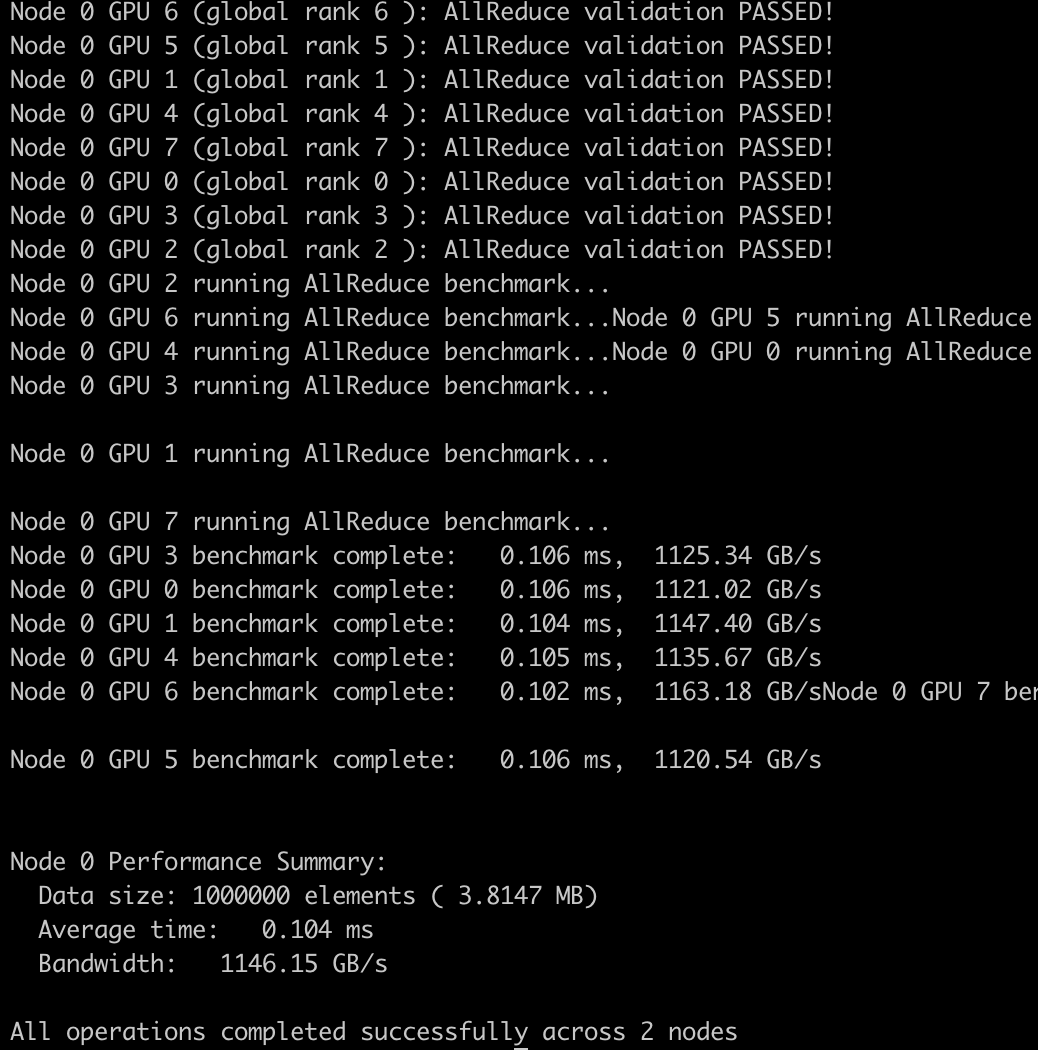 Node 0 GPU 6 (global rank 6 ): AllReduce validation PASSED!
Node 0 GPU 5 (global rank 5 ): AllReduce validation PASSED!
Node 0 GPU 1 (global rank 1 ): AllReduce validation PASSED!
Node 0 GPU 4 (global rank 4 ): AllReduce validation PASSED!
Node 0 GPU 7 (global rank 7 ): AllReduce validation PASSED!
Node 0 GPU 0 (global rank 0 ): AllReduce validation PASSED!
Node 0 GPU 3 (global rank 3 ): AllReduce validation PASSED!
Node 0 GPU 2 (global rank 2 ): AllReduce validation PASSED!
Node 0 GPU 2 running AllReduce benchmark...
Node 0 GPU 6 running AllReduce benchmark...Node 0 GPU 5 running AllReduce
Node 0 GPU 4 running AllReduce benchmark...Node 0 GPU 0 running AllReduce
Node 0 GPU 3 running AllReduce benchmark...
Node 0 GPU 1 running AllReduce benchmark...
Node 0 GPU 7 running AllReduce benchmark...
Node 0 GPU 3 benchmark complete:   0.106 ms,  1125.34 GB/s
Node 0 GPU 0 benchmark complete:   0.106 ms,  1121.02 GB/s
Node 0 GPU 1 benchmark complete:   0.104 ms,  1147.40 GB/s
Node 0 GPU 4 benchmark complete:   0.105 ms,  1135.67 GB/s
Node 0 GPU 6 benchmark complete:   0.102 ms,  1163.18 GB/sNode 0 GPU 7 ben
Node 0 GPU 5 benchmark complete:   0.106 ms,  1120.54 GB/s
Node 0 Performance Summary:
  Data size: 1000000 elements ( 3.8147 MB)
  Average time:   0.104 ms
  Bandwidth:   1146.15 GB/s
All operations completed successfully across 2 nodes